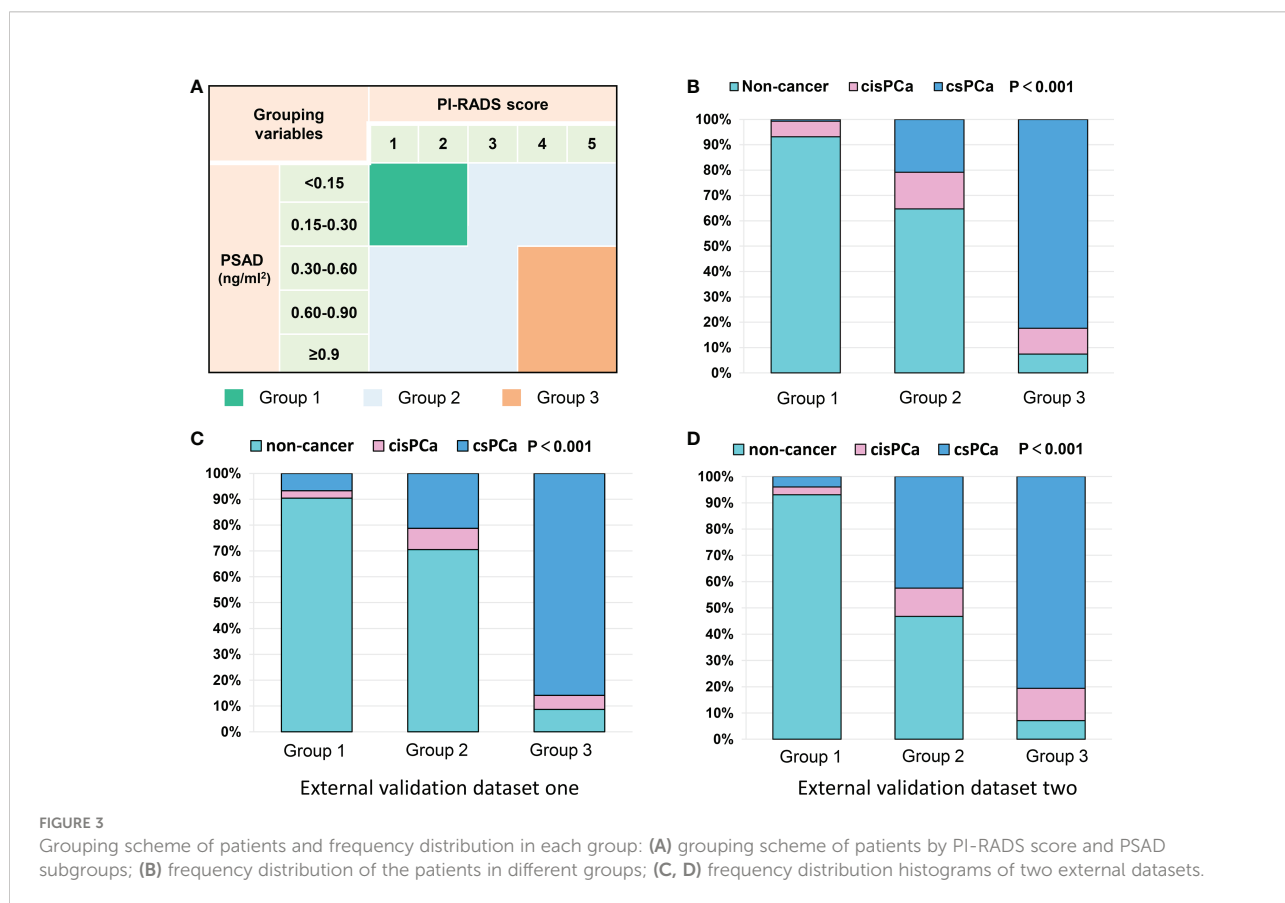 A
Grouping variables
PI-RADS score
1 2 3 4 5
PSAD (ng/ml²)
<0.15
0.15-0.30
0.30-0.60
0.60-0.90
≥0.9
Group 1 Group 2 Group 3
B
Non-cancer cisPCa csPCa P < 0.001
100%
90%
80%
70%
60%
50%
40%
30%
20%
10%
0%
Group 1 Group 2 Group 3
C
non-cancer cisPCa csPCa P < 0.001
100%
90%
80%
70%
60%
50%
40%
30%
20%
10%
0%
Group 1 Group 2 Group 3
External validation dataset one
D
non-cancer cisPCa csPCa P < 0.001
100%
90%
80%
70%
60%
50%
40%
30%
20%
10%
0%
Group 1 Group 2 Group 3
External validation dataset two
FIGURE 3
Grouping scheme of patients and frequency distribution in each group: (A) grouping scheme of patients by PI-RADS score and PSAD
subgroups; (B) frequency distribution of the patients in different groups; (C, D) frequency distribution histograms of two external datasets.